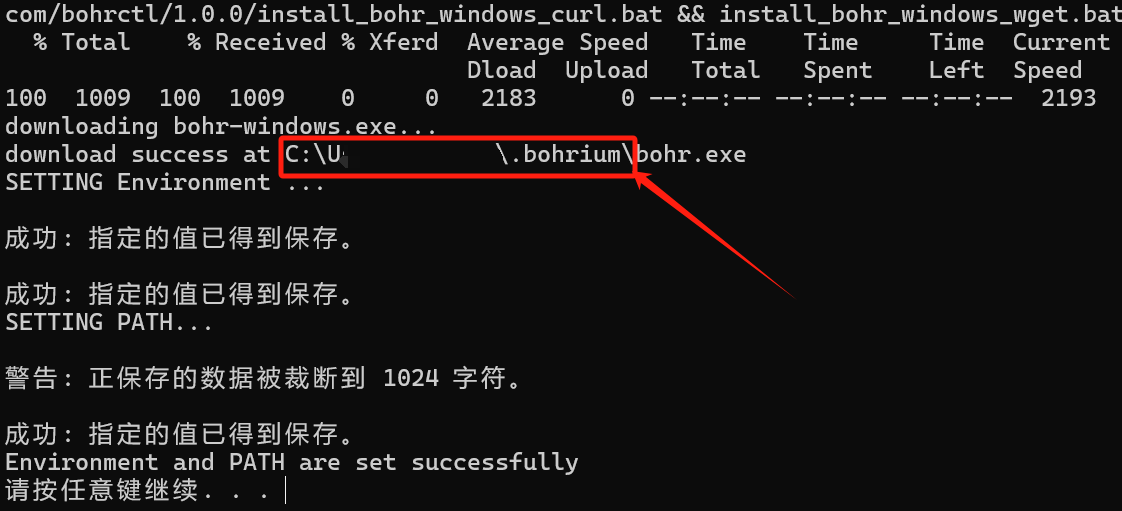 com/bohrctl/1.0.0/install_bohr_windows_curl.bat && install_bohr_windows_wget.bat
% Total % Received % Xferd Average Speed Time Time Time Current
Dload Upload Total Spent Left Speed
100 1009 100 1009 0 0 2183 0 --:--:-- --:--:-- --:--:-- 2193
downloading bohr-windows.exe...
download success at C:\U \.bohrium\bohr.exe
SETTING Environment ...
成功: 指定的值已得到保存。
成功: 指定的值已得到保存。
SETTING PATH...
警告: 正保存的数据被裁断到 1024 字符。
成功: 指定的值已得到保存。
Environment and PATH are set successfully
请按任意键继续. . .